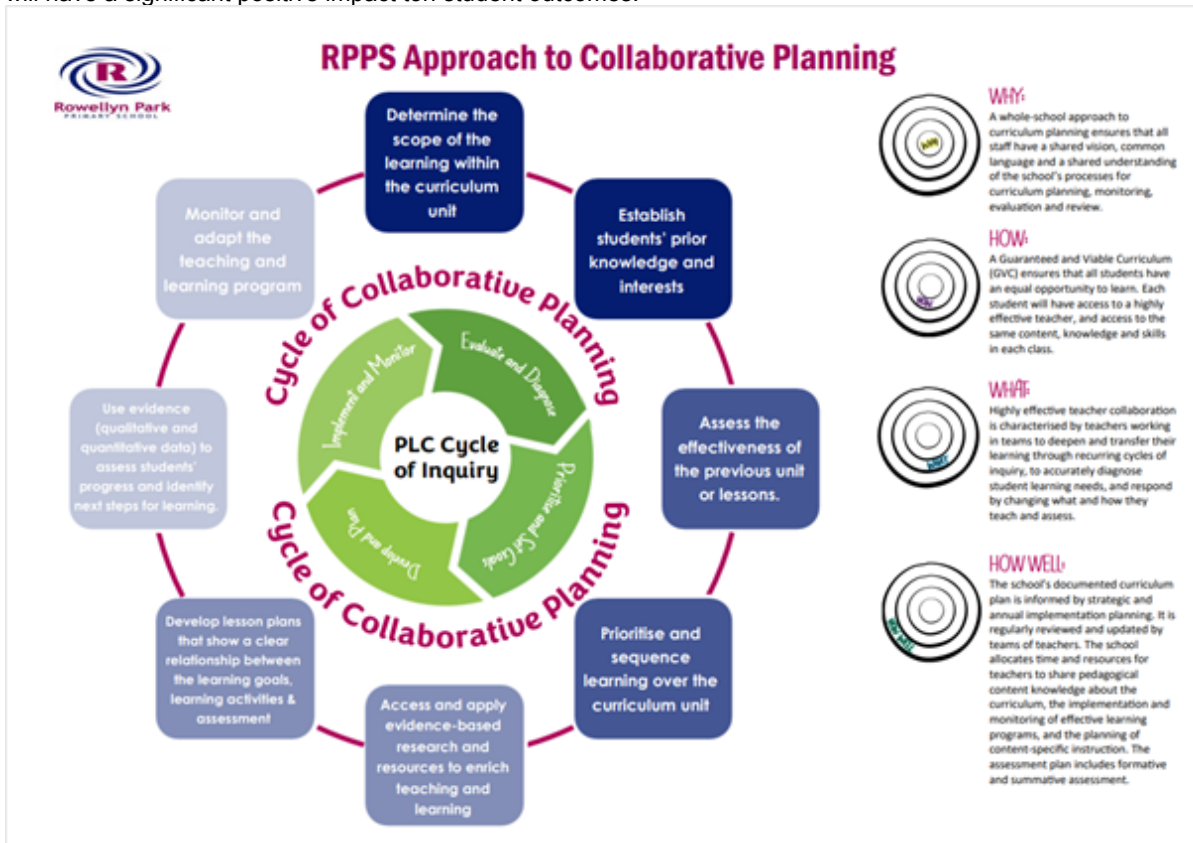 will have a significant positive impact ton student outcomes.
RPPS Approach to Collaborative Planning
R
Rowellyn Park
PRIMARY SCHOOL
Determine the
scope of the
learning within
the curriculum
unit
Establish
students' prior
knowledge and
interests
Assess the
effectiveness of
the previous unit
or lessons.
Prioritise and
sequence
learning over the
curriculum unit
Access and apply
evidence-based
research and
resources to enrich
teaching and
learning
Develop lesson plans
that show a clear
relationship between
the learning goals,
learning activities &
assessment
Use evidence
(qualitative and
quantitative data) to
assess students'
progress and identify
next steps for learning.
Monitor and
adapt the
teaching and
learning program
Cycle of Collaborative Planning
Evaluate and Diagnose
Prioritise and Set Goals
Develop and Plan
Implement and Monitor
PLC Cycle
of Inquiry
Cycle of Collaborative Planning
WHY
WHY:
A whole-school approach to
curriculum planning ensures that all
staff have a shared vision, common
language and a shared understanding
of the school's processes for
curriculum planning, monitoring,
evaluation and review.
HOW
HOW:
A Guaranteed and Viable Curriculum
(GVC) ensures that all students have
an equal opportunity to learn. Each
student will have access to a highly
effective teacher, and access to the
same content, knowledge and skills
in each class.
WHAT
WHAT:
Highly effective teacher collaboration
is characterised by teachers working
in teams to deepen and transfer their
learning through recurring cycles of
inquiry, to accurately diagnose
student learning needs, and respond
by changing what and how they
teach and assess.
HOW WELL
HOW WELL:
The school's documented curriculum
plan is informed by strategic and
annual implementation planning. It is
regularly reviewed and updated by
teams of teachers. The school
allocates time and resources for
teachers to share pedagogical
content knowledge about the
curriculum, the implementation and
monitoring of effective learning
programs, and the planning of
content-specific instruction. The
assessment plan includes formative
and summative assessment.